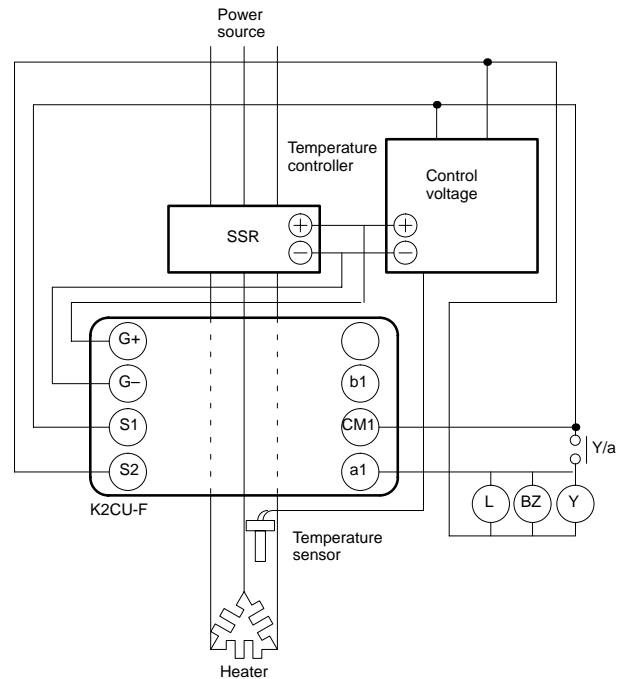 Power
source
Temperature
controller
Control
voltage
SSR
+
+
−
−
G+
G–
b1
S1
CM1
Y/a
S2
a1
L
BZ
Y
K2CU-F
Temperature
sensor
Heater